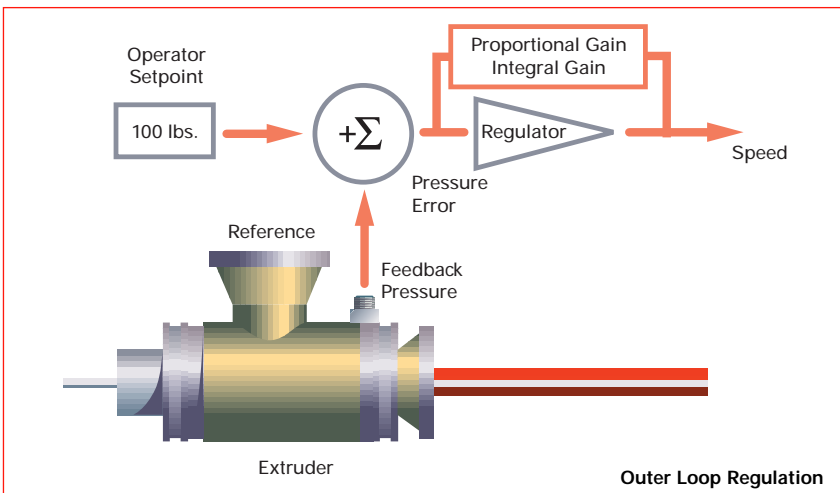 Operator
Setpoint
100 lbs.
+Σ
Proportional Gain
Integral Gain
Regulator
Speed
Pressure
Error
Reference
Feedback
Pressure
Extruder
Outer Loop Regulation